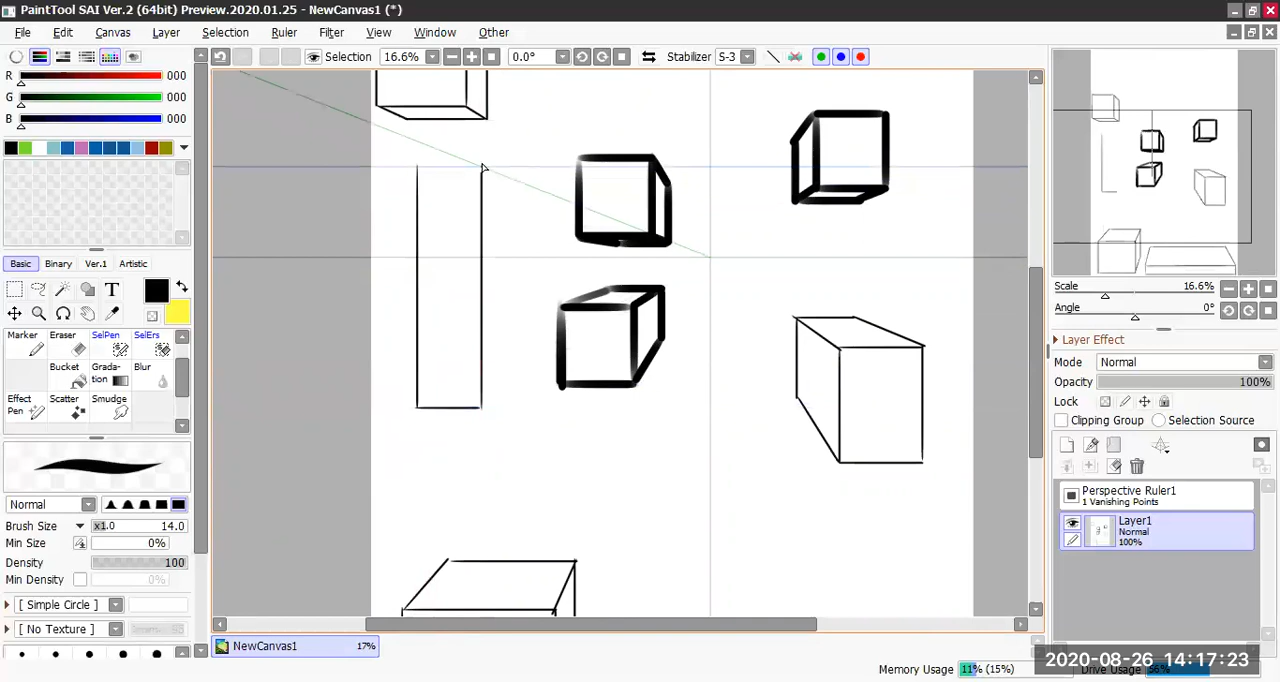 PaintTool SAI Ver.2 (64bit) Preview.2020.01.25 - NewCanvas1 (*)
File Edit Canvas Layer Selection Ruler Filter View Window Other
Selection 16.6% 0.0° Stabilizer S-3
R 000
G 000
B 000
Basic Binary Ver.1 Artistic
T
Marker Eraser SelPen SelErs
Bucket Grada-tion Blur
Effect Pen Scatter Smudge
Normal
Brush Size x1.0 14.0
Min Size 0%
Density 100
Min Density 0%
[ Simple Circle ]
[ No Texture ]
Scale 16.6%
Angle 0°
Layer Effect
Mode Normal
Opacity 100%
Lock
Clipping Group Selection Source
Perspective Ruler1
1 Vanishing Points
Layer1
Normal
100%
NewCanvas1 17%
Memory Usage 11% (15%) Drive Usage 56%
2020-08-26 14:17:23